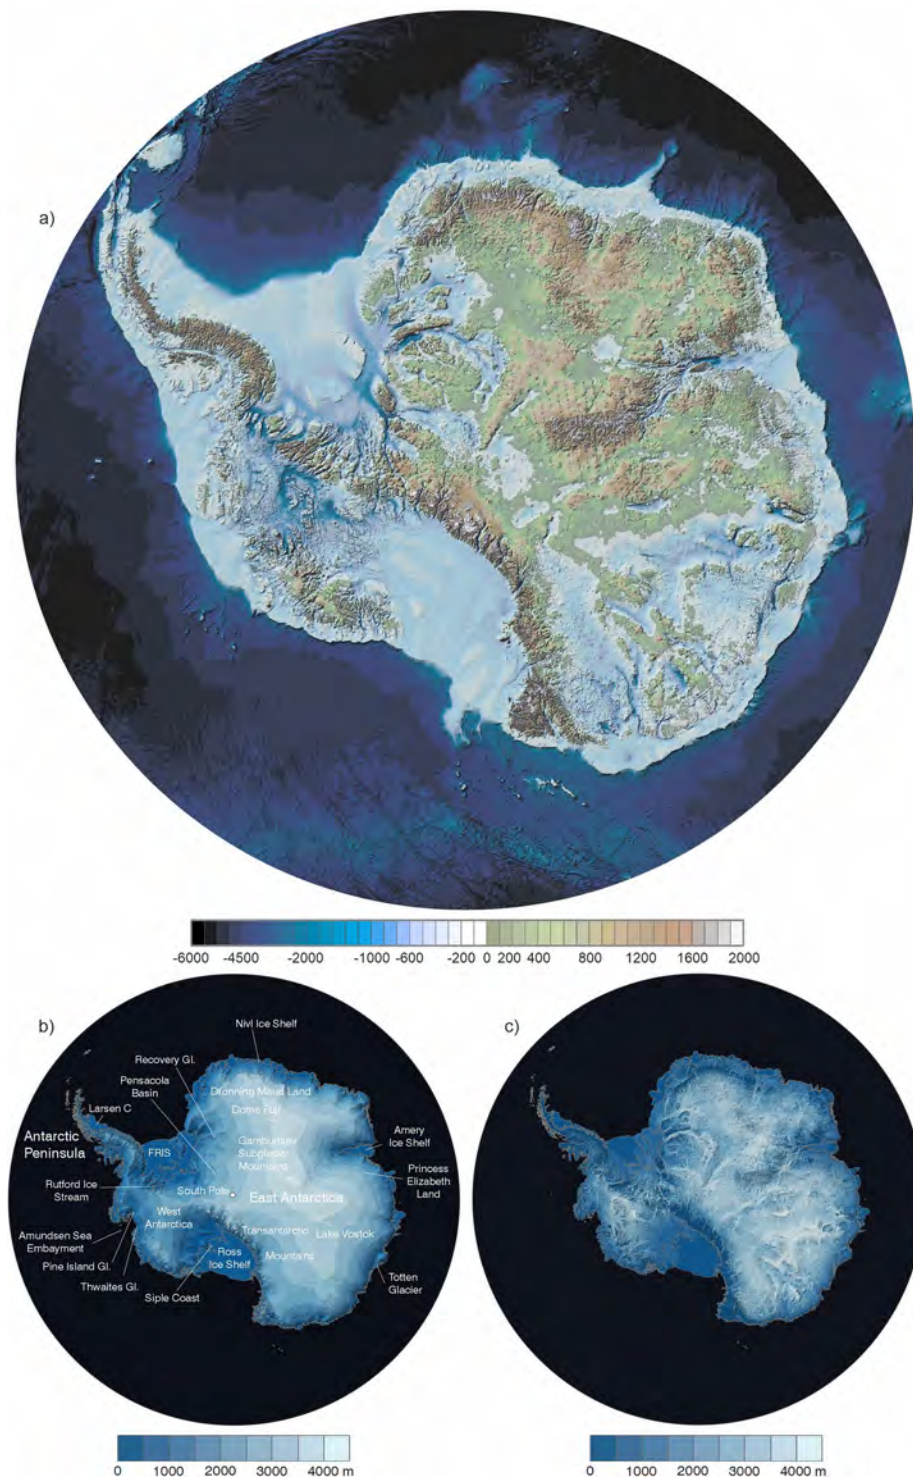 a)
-6000 -4500 -2000 -1000 -600 -200 0 200 400 800 1200 1600 2000
b)
c)
Nivl Ice Shelf
Recovery Gl.
Pensacola
Basin
Dronning Maud Land
Larsen C
Dome Fuji
Antarctic
Peninsula
FRIS
Gamburtsev
Subglacial
Mountains
Amery
Ice Shelf
Princess
Elizabeth
Land
Rutford Ice
Stream
South Pole
East Antarctica
West
Antarctica
Amundsen Sea
Embayment
Transantarctic
Lake Vostok
Pine Island Gl.
Ross
Ice Shelf
Mountains
Thwaites Gl.
Siple Coast
Totten
Glacier
0 1000 2000 3000 4000 m
0 1000 2000 3000 4000 m